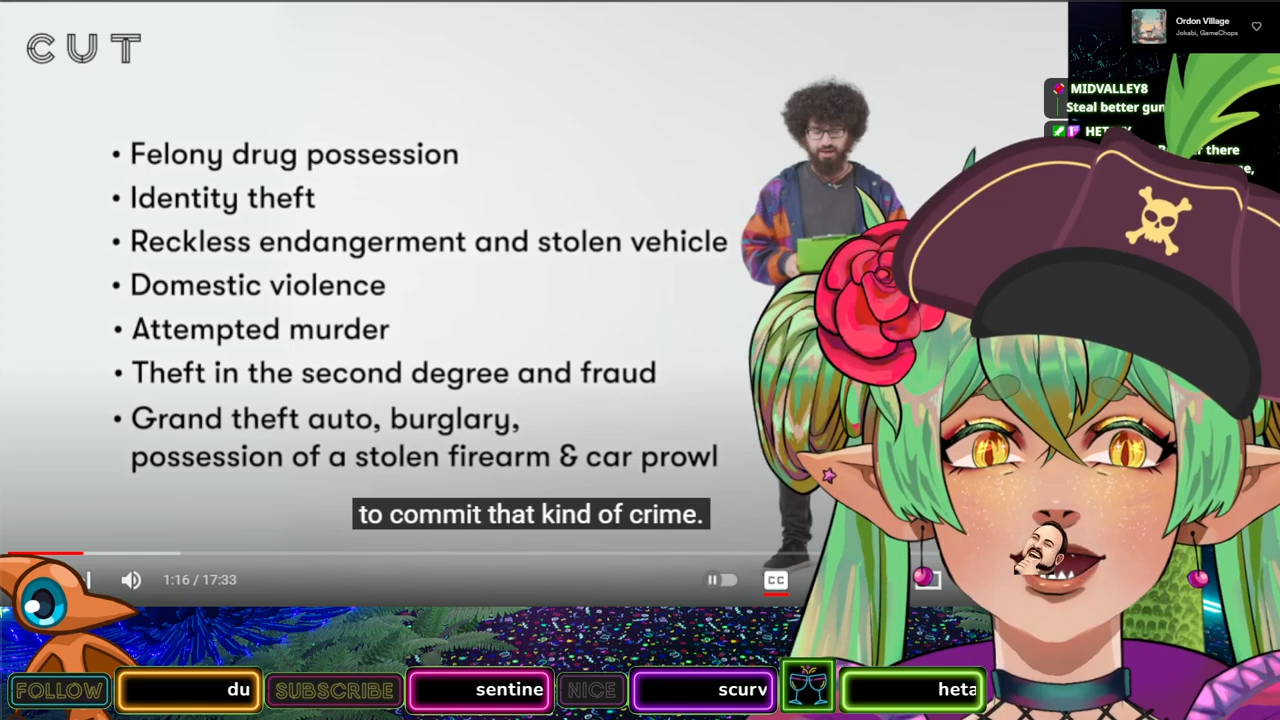 CUT
• Felony drug possession
• Identity theft
• Reckless endangerment and stolen vehicle
• Domestic violence
• Attempted murder
• Theft in the second degree and fraud
• Grand theft auto, burglary,
possession of a stolen firearm & car prowl
to commit that kind of crime.
1:16 / 17:33
CC
Ordon Village
Jokabi, GameChops
MIDVALLEY8
Steal better
there
FOLLOW
du
SUBSCRIBE
sentine
NICE
scurv
heta